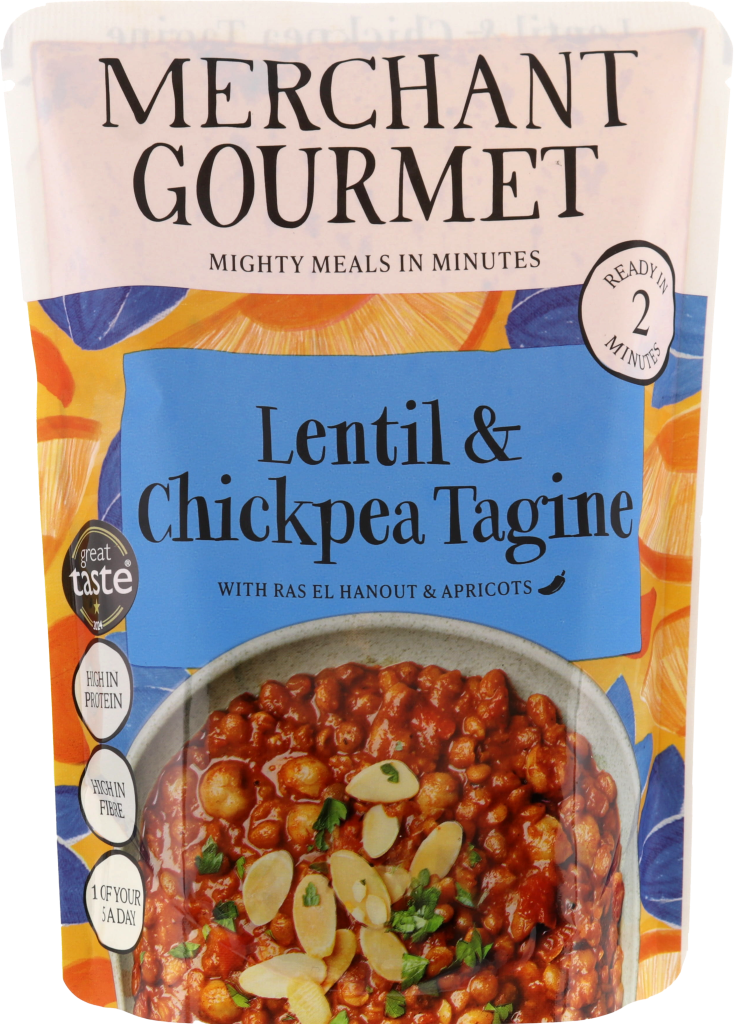 MERCHANT
GOURMET
MIGHTY MEALS IN MINUTES
READY IN
2
MINUTES
Lentil &
Chickpea Tagine
WITH RAS EL HANOUT & APRICOTS
great
taste®
2024
HIGH IN
PROTEIN
HIGH IN
FIBRE
1 OF YOUR
5 A DAY